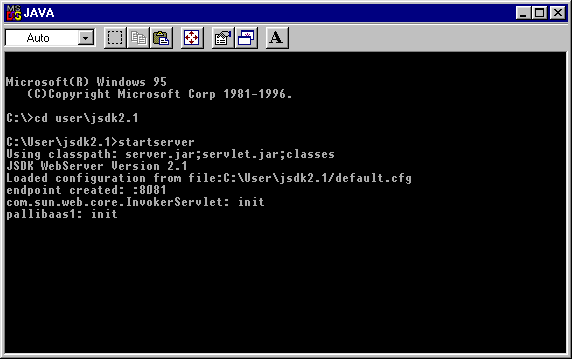 JAVA
Auto
A
Microsoft(R) Windows 95
(C)Copyright Microsoft Corp 1981-1996.
C:\>cd user\jsdk2.1
C:\User\jsdk2.1>startserver
Using classpath: server.jar;servlet.jar;classes
JSDK WebServer Version 2.1
Loaded configuration from file:C:\User\jsdk2.1/default.cfg
endpoint created: :8081
com.sun.web.core.InvokerServlet: init
pallibaas1: init